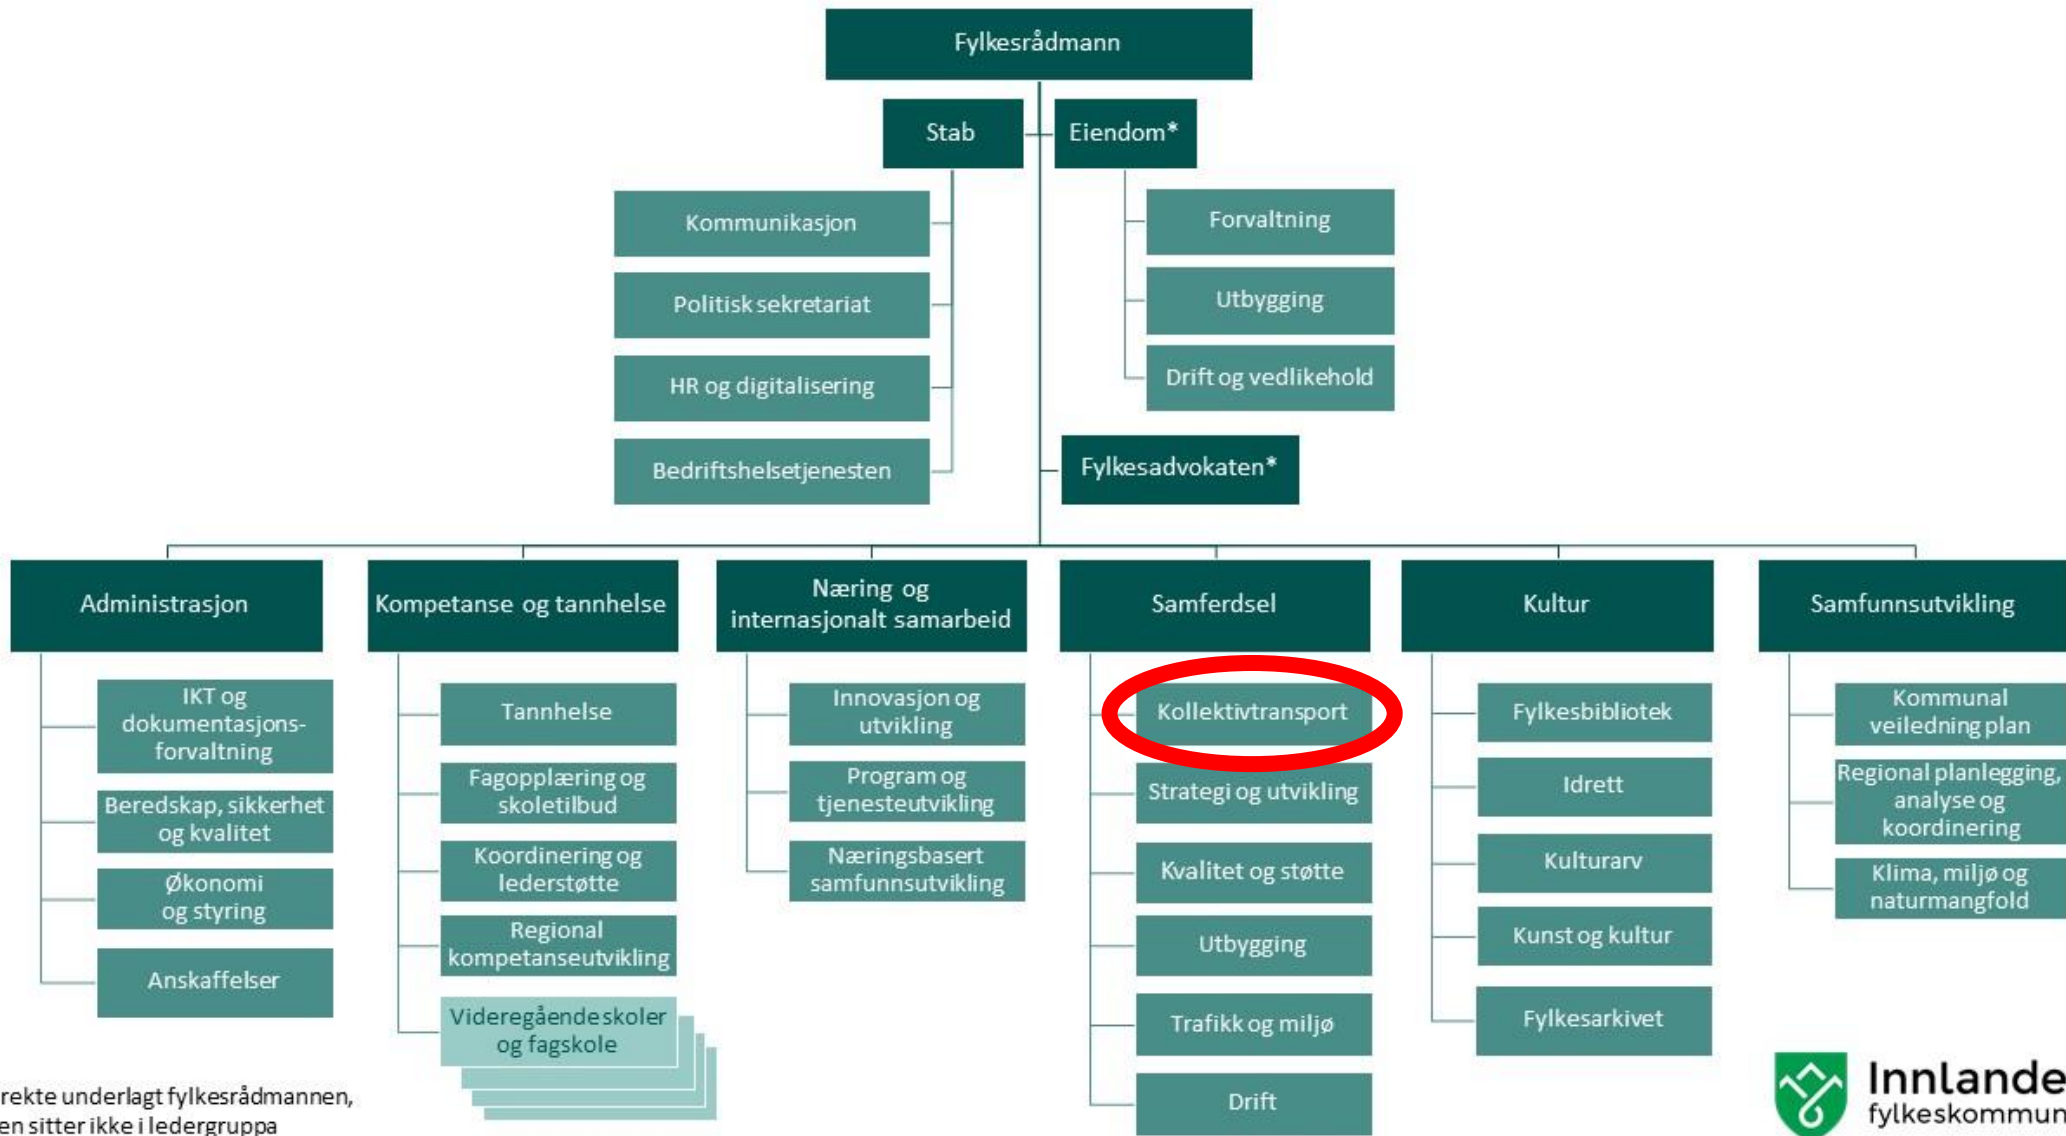 Fylkesrådmann
Stab
Eiendom*
Kommunikasjon
Politisk sekretariat
HR og digitalisering
Bedriftshelsetjenesten
Forvaltning
Utbygging
Drift og vedlikehold
Fylkesadvokaten*
Administrasjon
IKT og
dokumentasjons-
forvaltning
Beredskap, sikkerhet
og kvalitet
Økonomi
og styring
Anskaffelser
Kompetanse og tannhelse
Tannhelse
Fagopplæring og
skoletilbud
Koordinering og
lederstøtte
Regional
kompetanseutvikling
Videregående skoler
og fagskole
Næring og
internasjonalt samarbeid
Innovasjon og
utvikling
Program og
tjenesteutvikling
Næringsbasert
samfunnsutvikling
Samferdsel
Kollektivtransport
Strategi og utvikling
Kvalitet og støtte
Utbygging
Trafikk og miljø
Drift
Kultur
Fylkesbibliotek
Idrett
Kulturarv
Kunst og kultur
Fylkesarkivet
Samfunnsutvikling
Kommunal
veiledning plan
Regional planlegging,
analyse og
koordinering
Klima, miljø og
naturmangfold
rekte underlagt fylkesrådmannen,
en sitter ikke i ledergruppa
Innlande
fylkeskommun